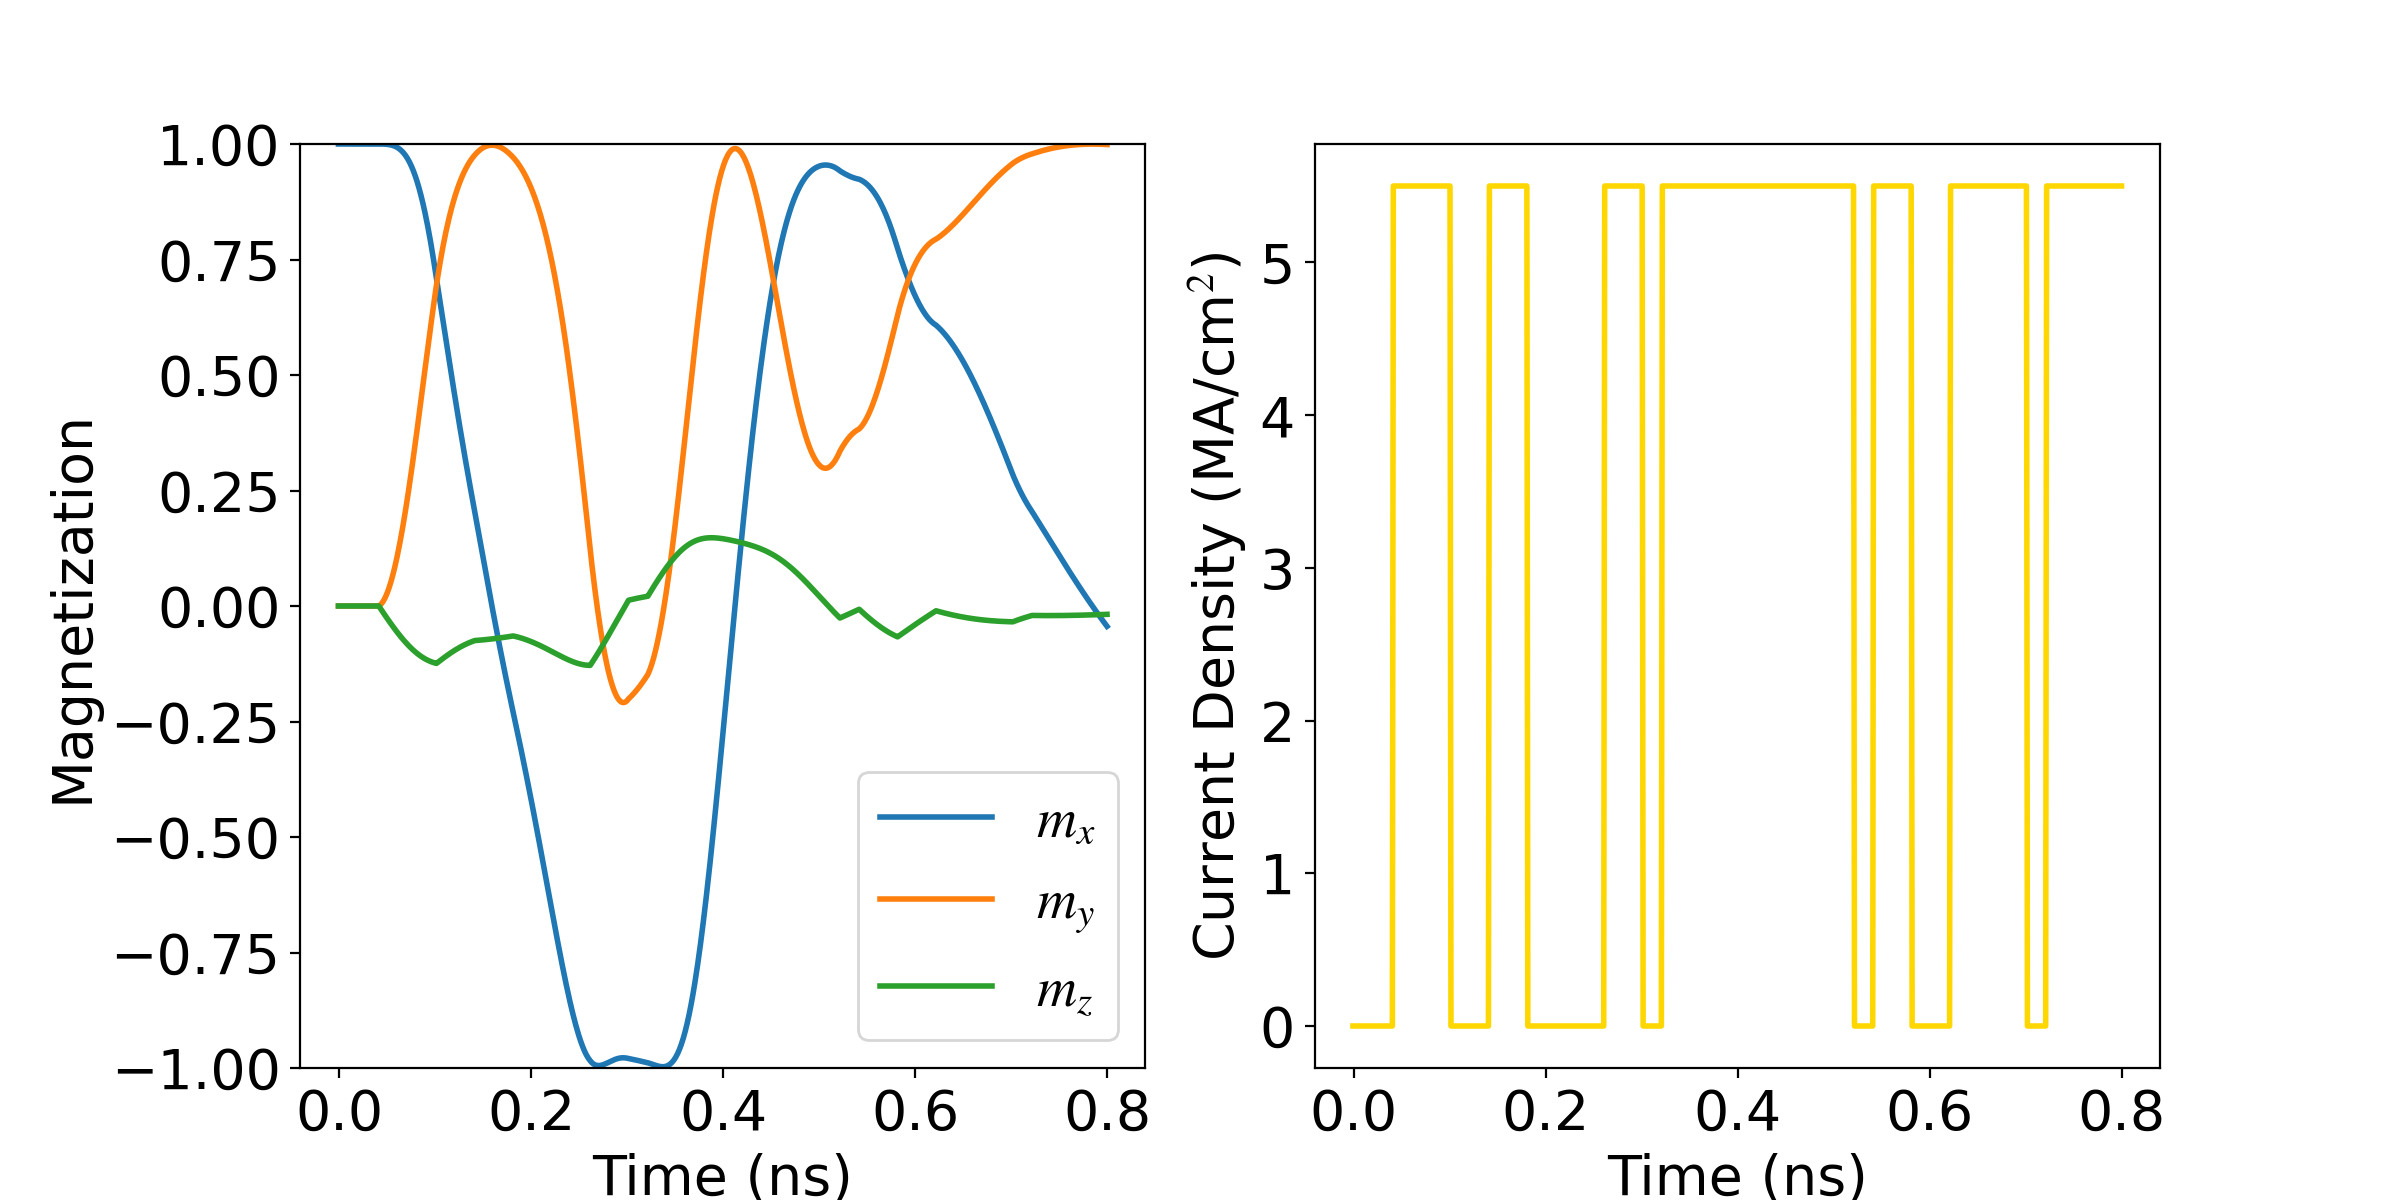 Magnetization
1.00
0.75
0.50
0.25
0.00
−0.25
−0.50
−0.75
−1.00
0.0 0.2 0.4 0.6 0.8
Time (ns)
m_x
m_y
m_z
Current Density (MA/cm²)
5
4
3
2
1
0
0.0 0.2 0.4 0.6 0.8
Time (ns)